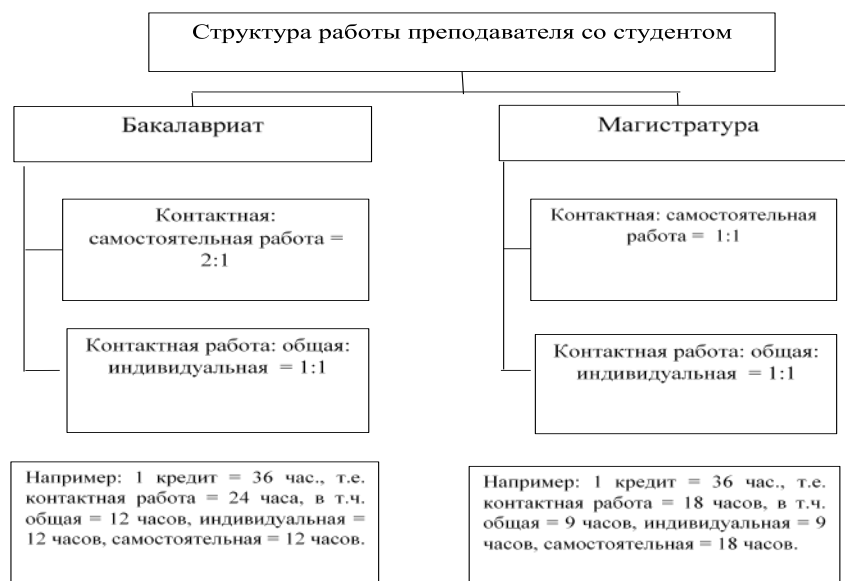 Структура работы преподавателя со студентом
Бакалавриат
Контактная:
самостоятельная работа =
2:1
Контактная работа: общая:
индивидуальная = 1:1
Например: 1 кредит = 36 час., т.е.
контактная работа = 24 часа, в т.ч.
общая = 12 часов, индивидуальная =
12 часов, самостоятельная = 12 часов.
Магистратура
Контактная: самостоятельная
работа = 1:1
Контактная работа: общая:
индивидуальная = 1:1
Например: 1 кредит = 36 час., т.е.
контактная работа = 18 часов, в т.ч.
общая = 9 часов, индивидуальная = 9
часов, самостоятельная = 18 часов.